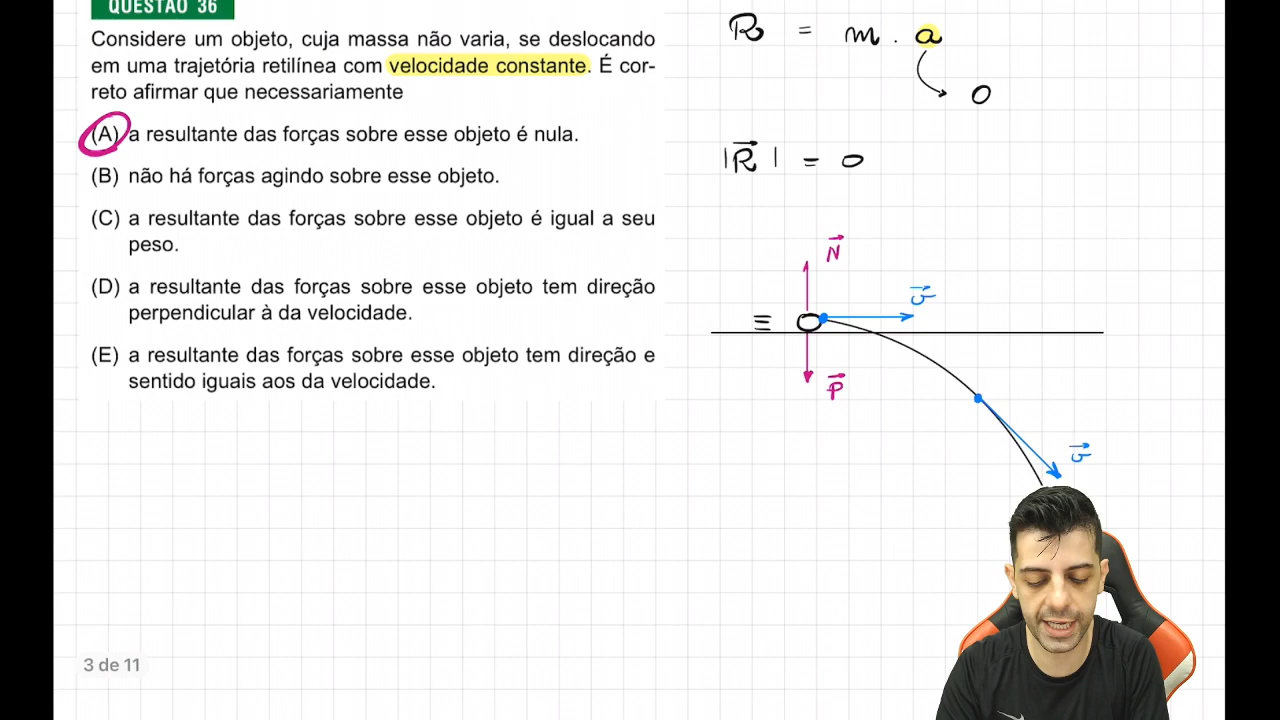 QUESTÃO 36
Considere um objeto, cuja massa não varia, se deslocando
em uma trajetória retilínea com velocidade constante. É cor-
reto afirmar que necessariamente
(A) a resultante das forças sobre esse objeto é nula.
(B) não há forças agindo sobre esse objeto.
(C) a resultante das forças sobre esse objeto é igual a seu
peso.
(D) a resultante das forças sobre esse objeto tem direção
perpendicular à da velocidade.
(E) a resultante das forças sobre esse objeto tem direção e
sentido iguais aos da velocidade.
R = m . a
0
|R⃗| = 0
N⃗
v⃗
P⃗
v⃗
3 de 11